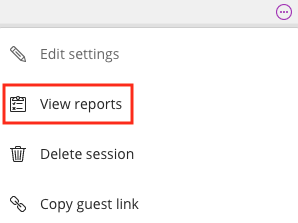 Edit settings
View reports
Delete session
Copy guest link